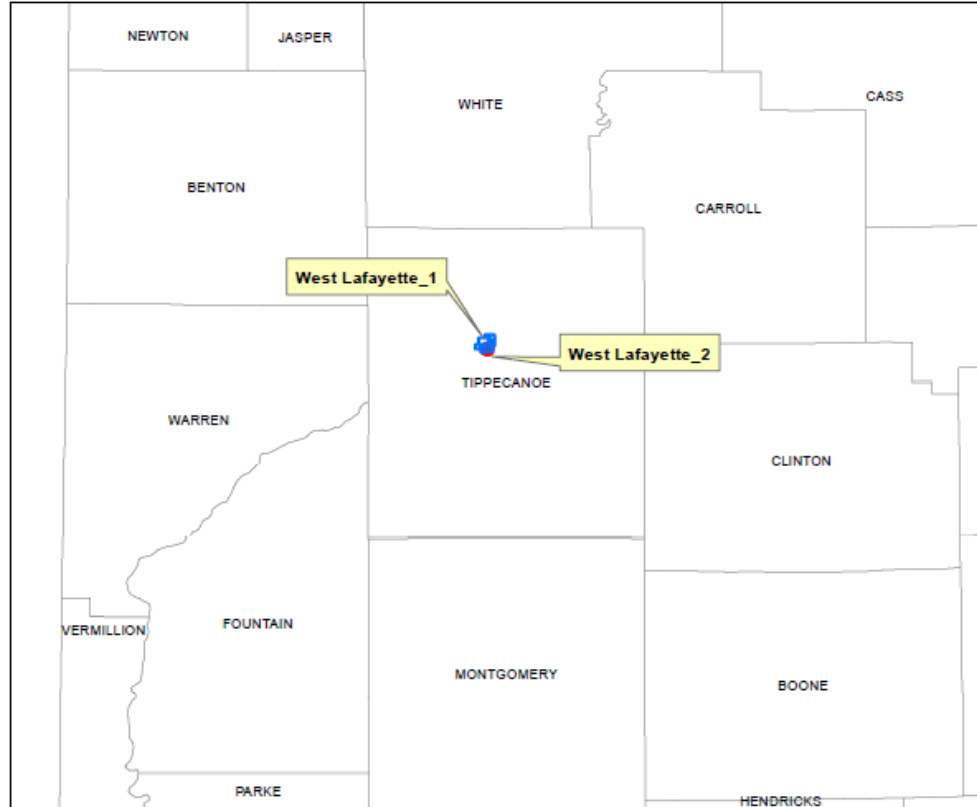 NEWTON
JASPER
WHITE
CASS
BENTON
CARROLL
West Lafayette_1
West Lafayette_2
TIPPECANOE
WARREN
CLINTON
FOUNTAIN
VERMILLION
MONTGOMERY
BOONE
PARKE
HENDRICKS